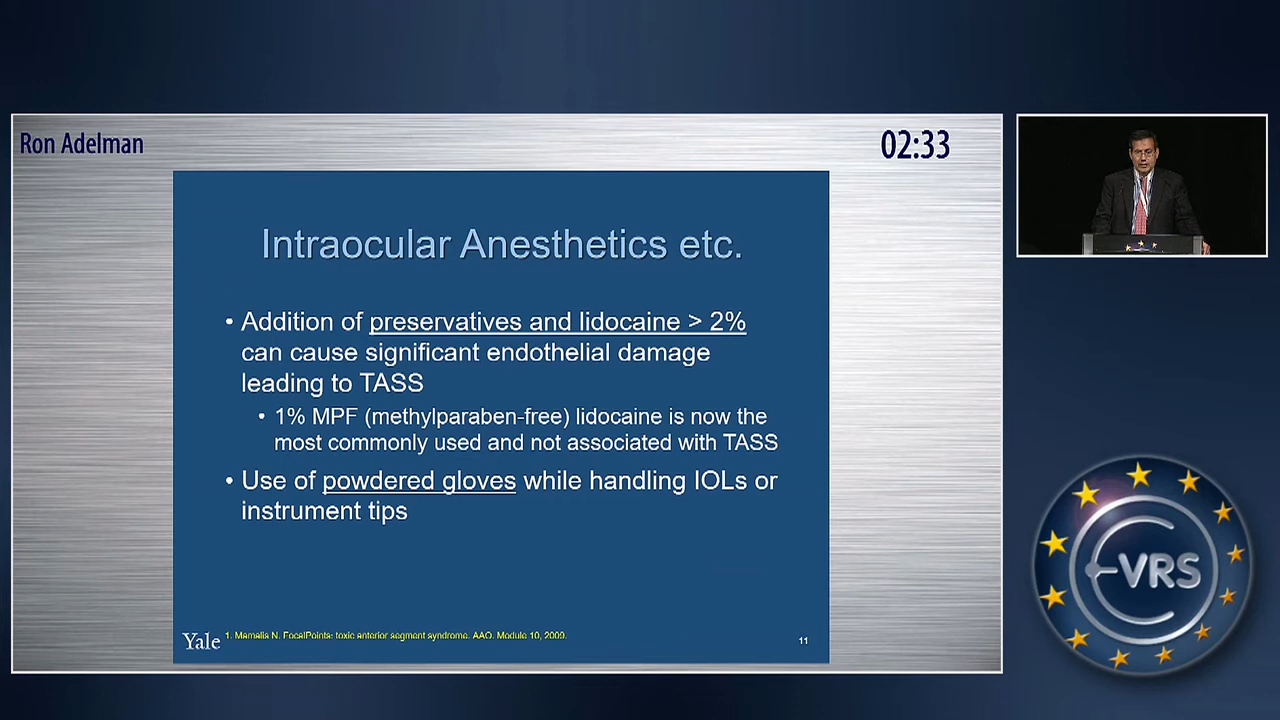 Ron Adelman
02:33
Intraocular Anesthetics etc.
• Addition of preservatives and lidocaine > 2%
can cause significant endothelial damage
leading to TASS
• 1% MPF (methylparaben-free) lidocaine is now the
most commonly used and not associated with TASS
• Use of powdered gloves while handling IOLs or
instrument tips
Yale
1. Mamalis N. FocalPoints: toxic anterior segment syndrome. AAO. Module 10, 2009.
11
E-VRS